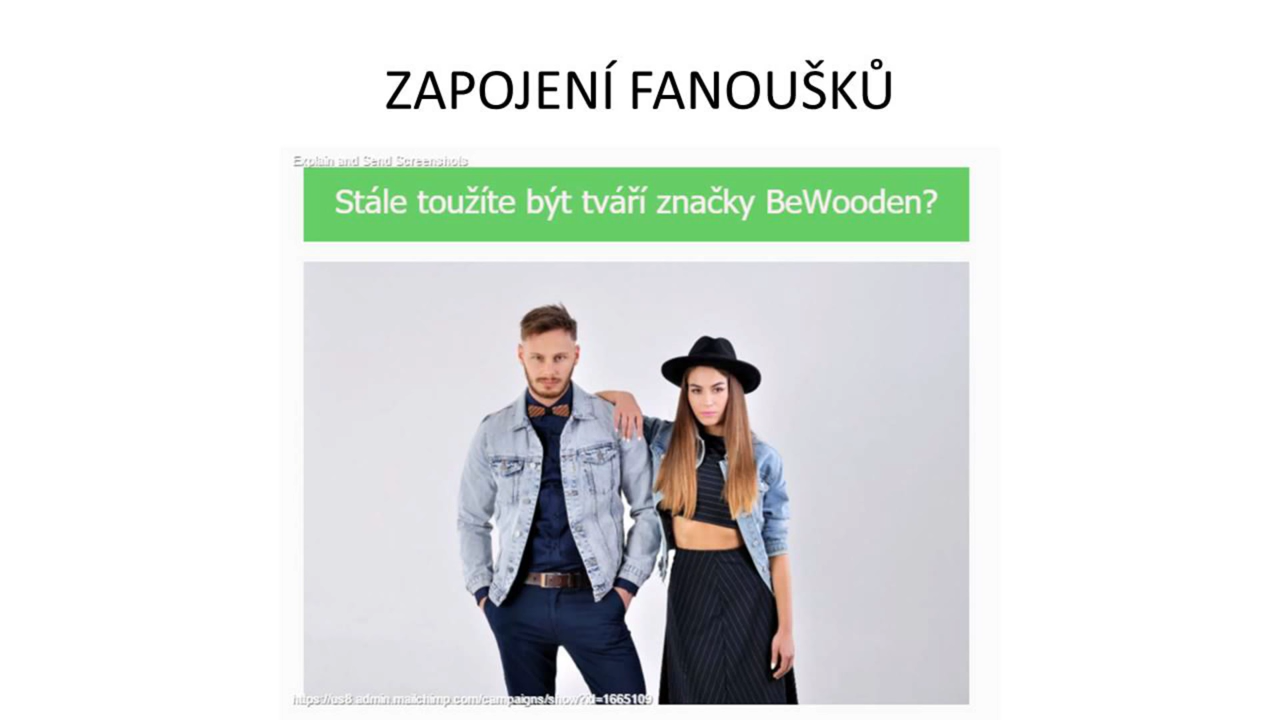 ZAPOJENÍ FANOUŠKŮ
Explain and Send Screenshots
Stále toužíte být tváří značky BeWooden?
https://us8.admin.mailchimp.com/campaigns/show?id=1665109